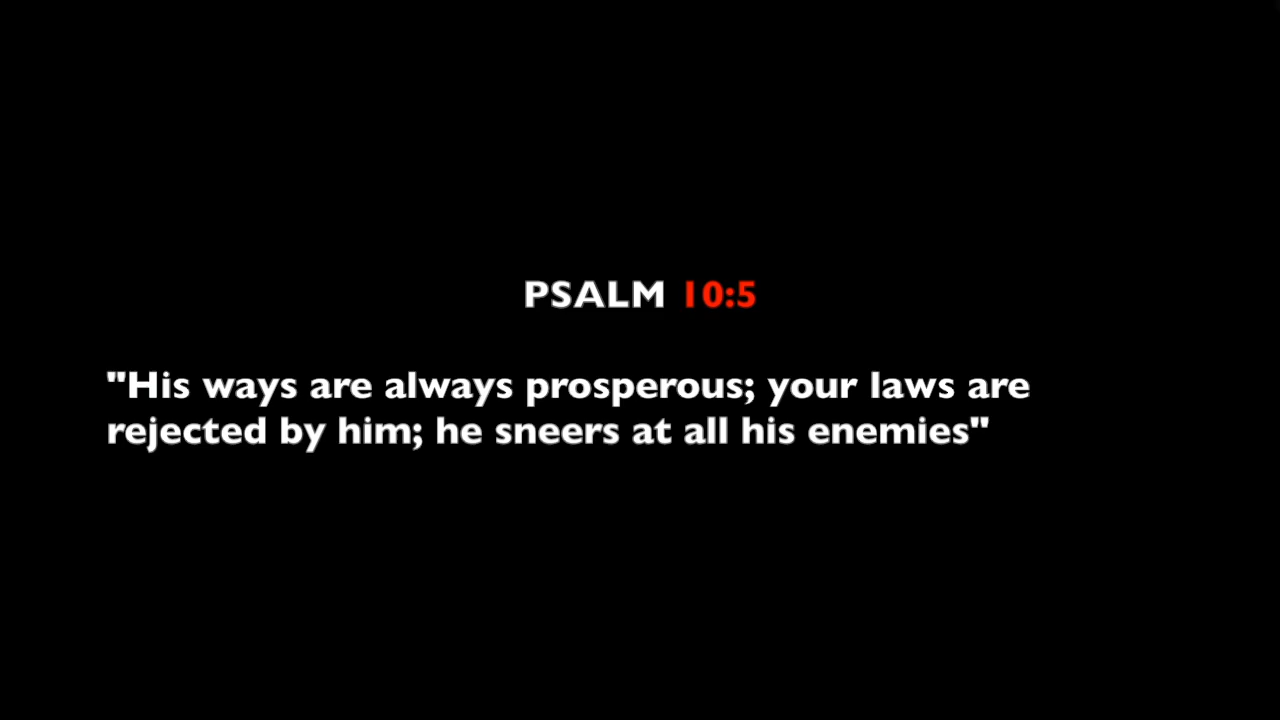 PSALM 10:5
"His ways are always prosperous; your laws are
rejected by him; he sneers at all his enemies"